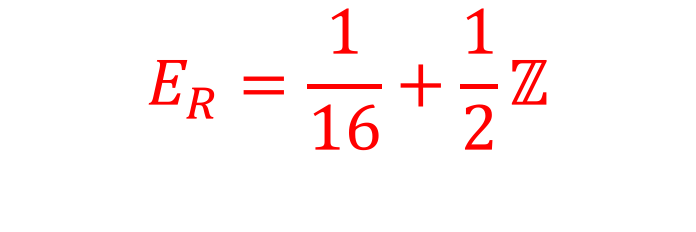 E_R = 1/16 + 1/2 ℤ